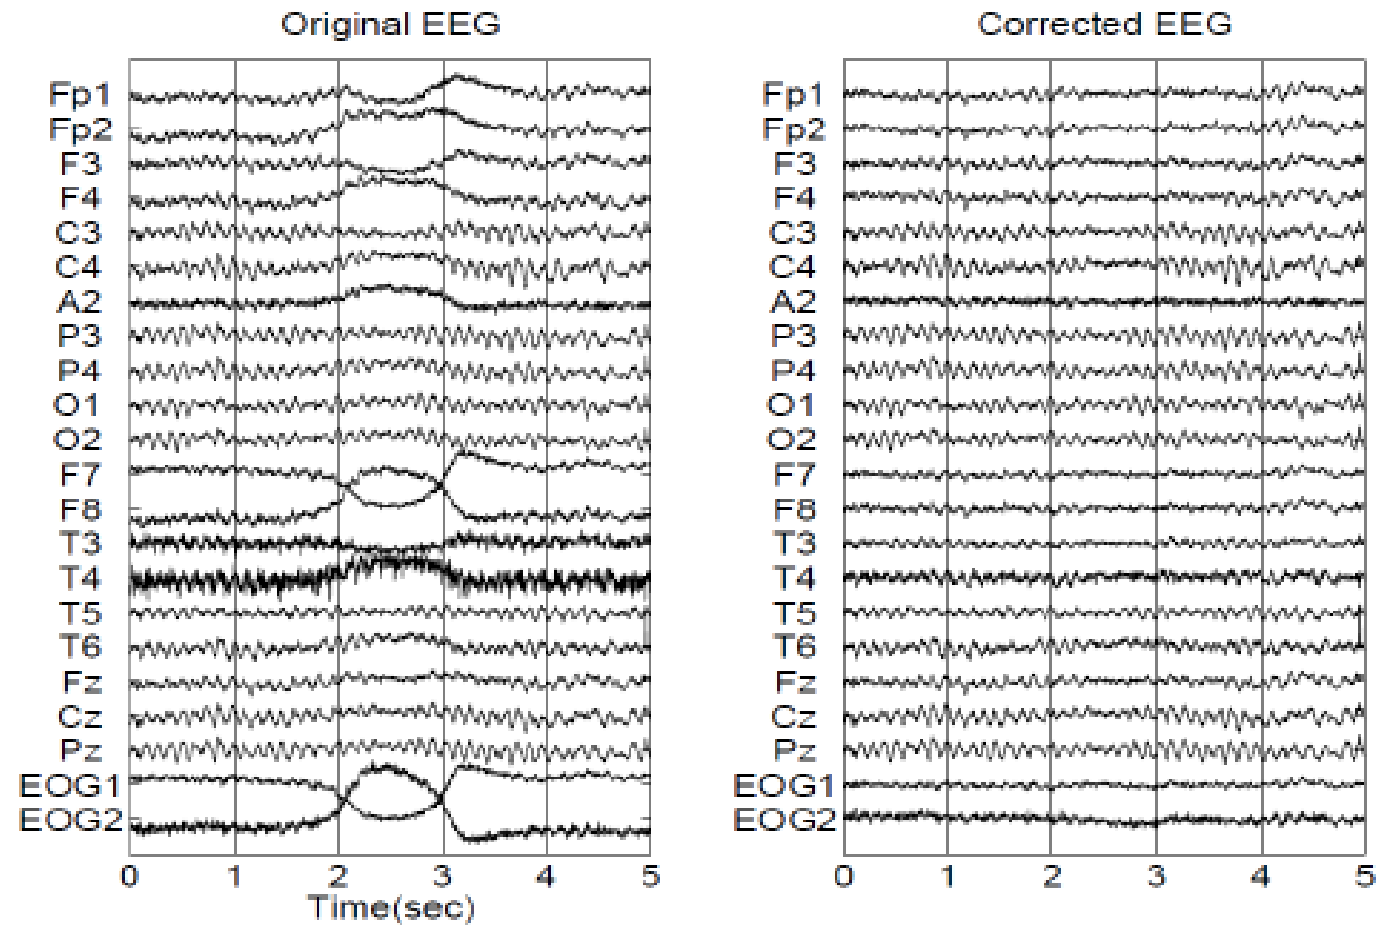 Original EEG
Fp1
Fp2
F3
F4
C3
C4
A2
P3
P4
O1
O2
F7
F8
T3
T4
T5
T6
Fz
Cz
Pz
EOG1
EOG2
0 1 2 3 4 5
Time(sec)
Corrected EEG
Fp1
Fp2
F3
F4
C3
C4
A2
P3
P4
O1
O2
F7
F8
T3
T4
T5
T6
Fz
Cz
Pz
EOG1
EOG2
0 1 2 3 4 5